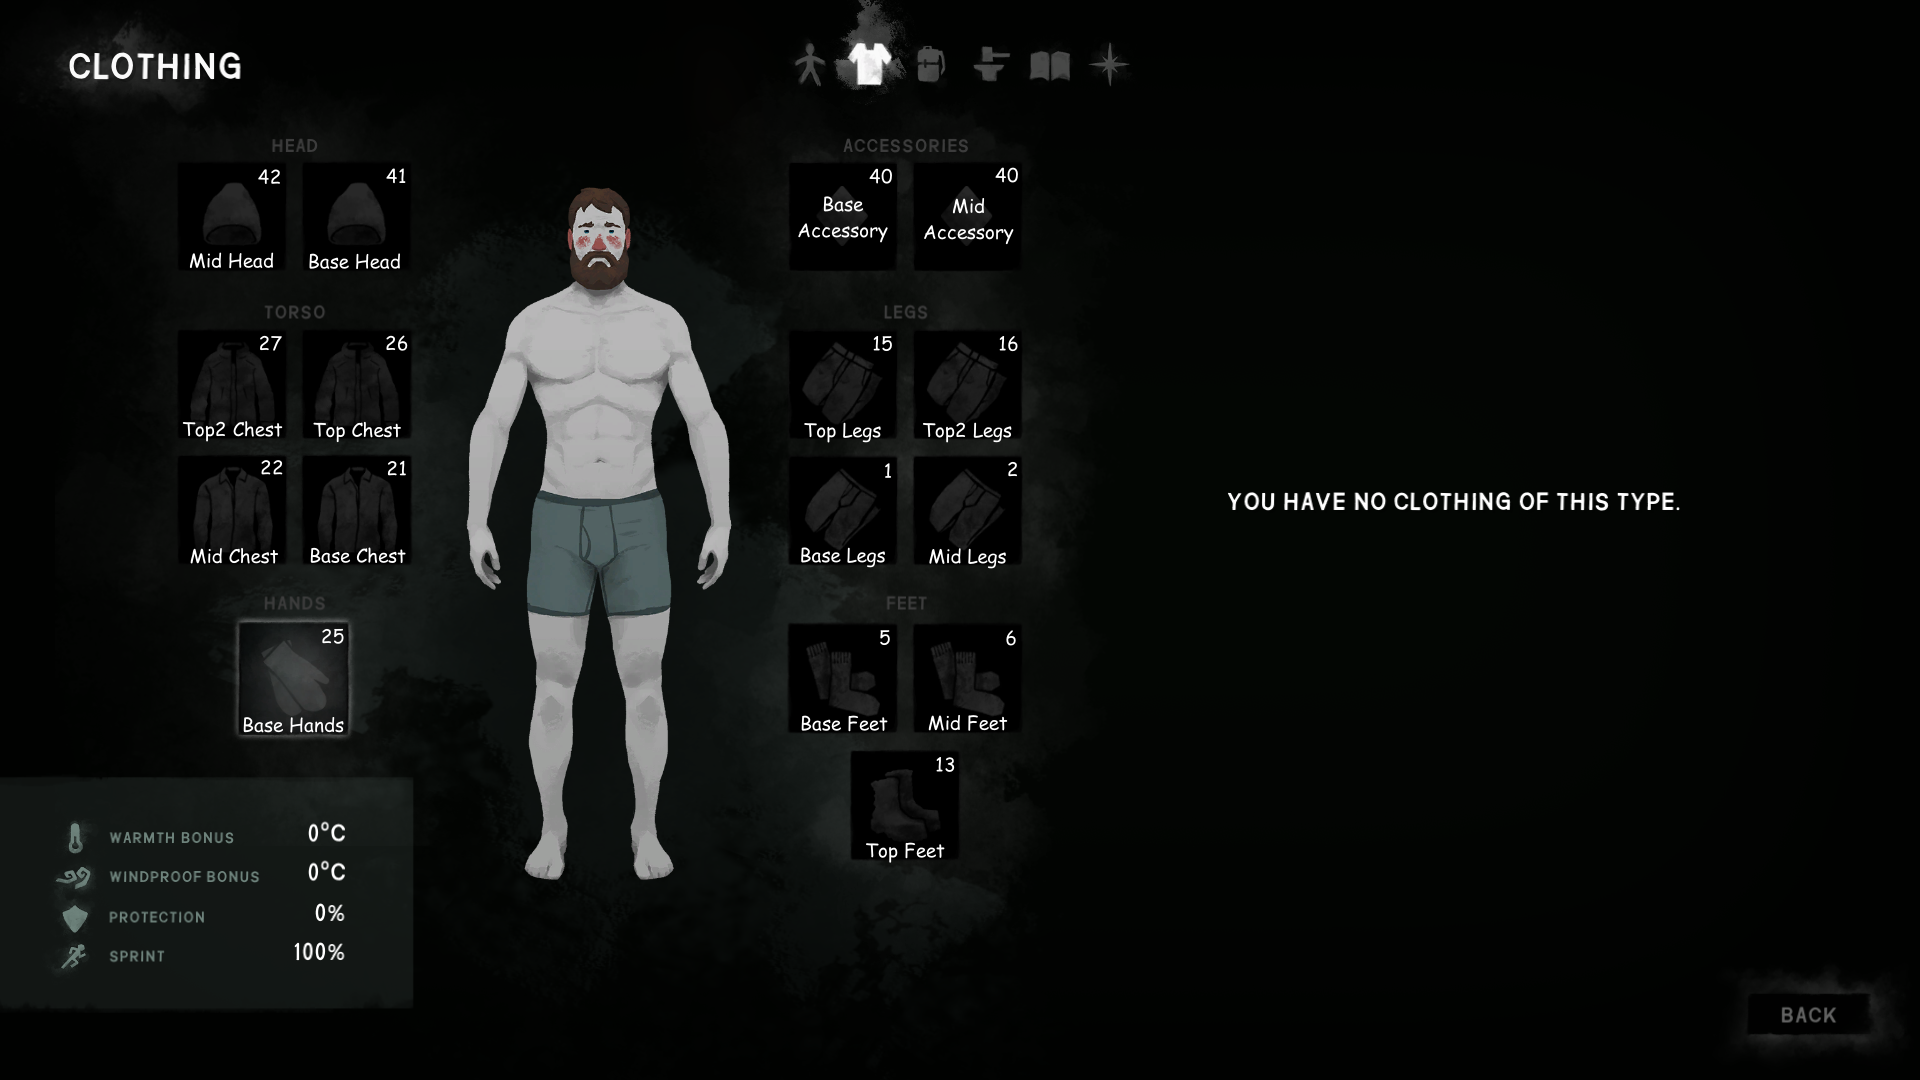 CLOTHING
HEAD
42
Mid Head
41
Base Head
TORSO
27
Top2 Chest
26
Top Chest
22
Mid Chest
21
Base Chest
HANDS
25
Base Hands
ACCESSORIES
40
Base
Accessory
40
Mid
Accessory
LEGS
15
Top Legs
16
Top2 Legs
1
Base Legs
2
Mid Legs
FEET
5
Base Feet
6
Mid Feet
13
Top Feet
WARMTH BONUS 0°C
WINDPROOF BONUS 0°C
PROTECTION 0%
SPRINT 100%
YOU HAVE NO CLOTHING OF THIS TYPE.
BACK